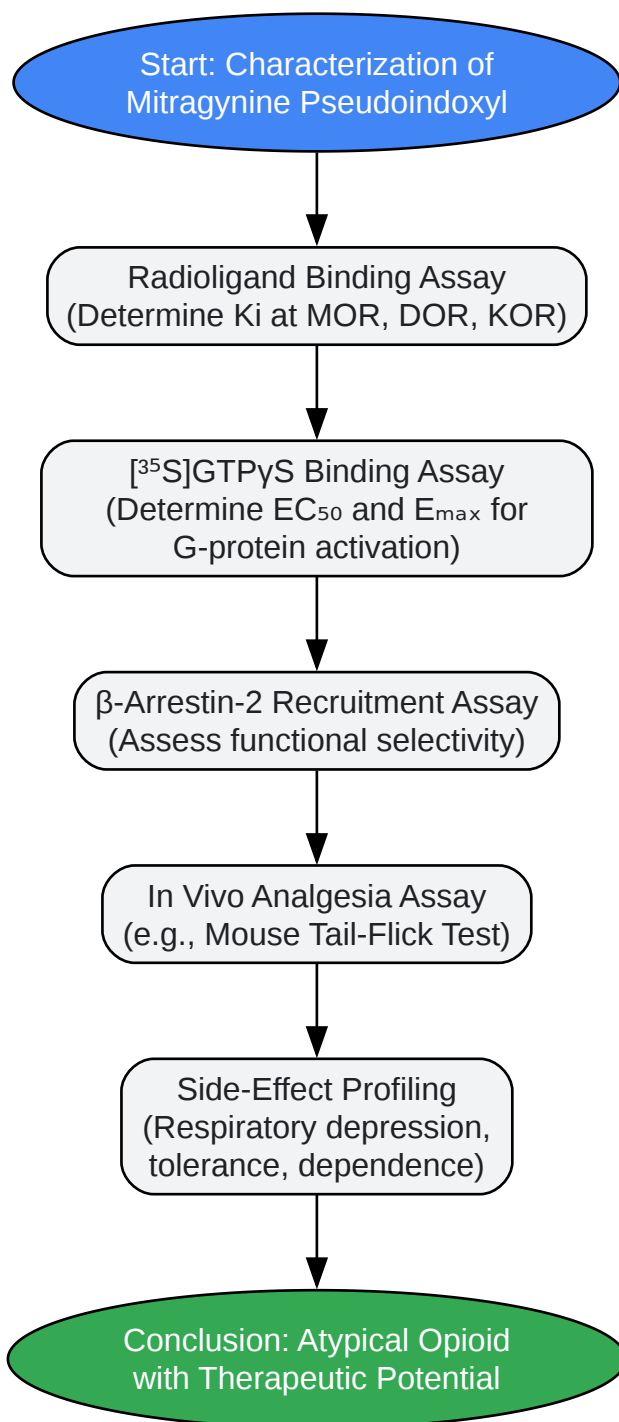 Start: Characterization of
Mitragynine Pseudoindoxyl
Radioligand Binding Assay
(Determine Ki at MOR, DOR, KOR)
[³⁵S]GTPγS Binding Assay
(Determine EC₅₀ and Eₘₐₓ for
G-protein activation)
β-Arrestin-2 Recruitment Assay
(Assess functional selectivity)
In Vivo Analgesia Assay
(e.g., Mouse Tail-Flick Test)
Side-Effect Profiling
(Respiratory depression,
tolerance, dependence)
Conclusion: Atypical Opioid
with Therapeutic Potential